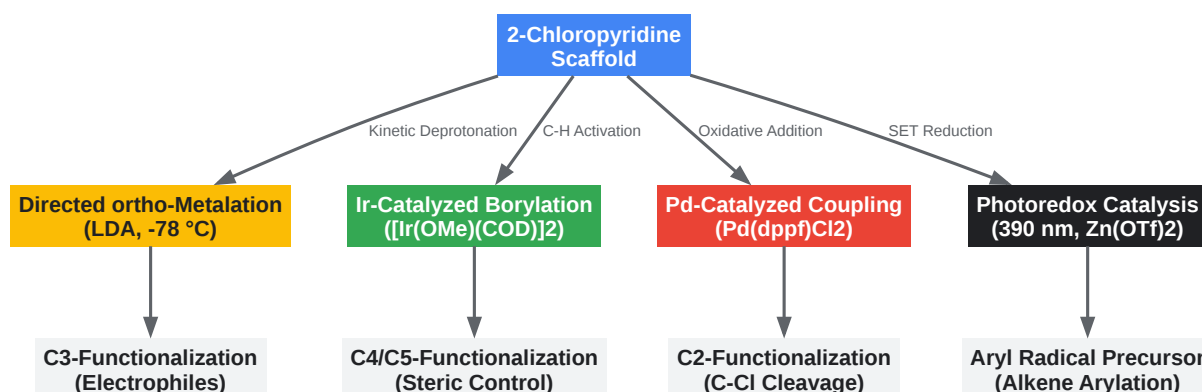 2-Chloropyridine
Scaffold
Kinetic Deprotonation
C-H Activation
Oxidative Addition
SET Reduction
Directed ortho-Metalation
(LDA, -78 °C)
Ir-Catalyzed Borylation
([Ir(OMe)(COD)]2)
Pd-Catalyzed Coupling
(Pd(dppf)Cl2)
Photoredox Catalysis
(390 nm, Zn(OTf)2)
C3-Functionalization
(Electrophiles)
C4/C5-Functionalization
(Steric Control)
C2-Functionalization
(C-Cl Cleavage)
Aryl Radical Precursor
(Alkene Arylation)